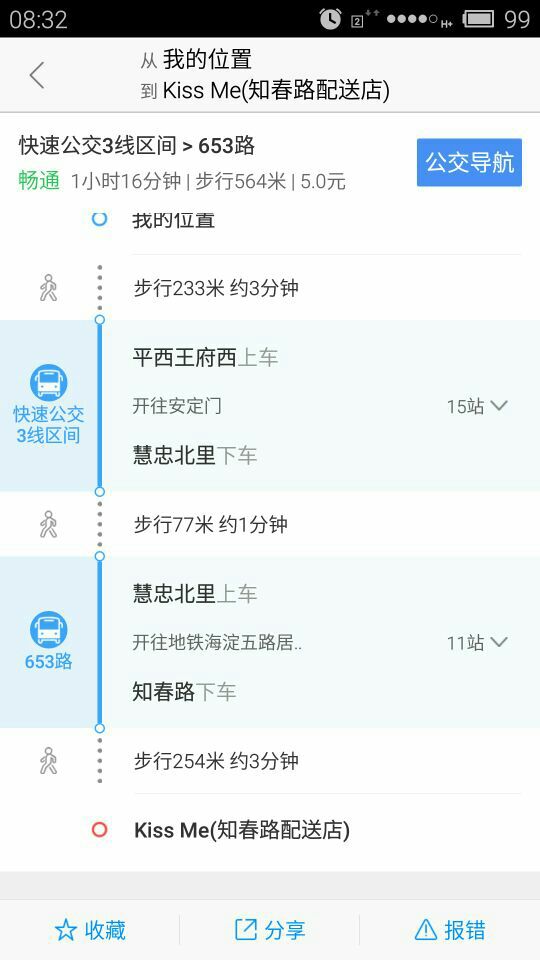 08:32
2
H+
99
从 我的位置
到 Kiss Me(知春路配送店)
快速公交3线区间 > 653路
公交导航
畅通 1小时16分钟 | 步行564米 | 5.0元
我的位置
步行233米 约3分钟
平西王府西上车
快速公交
3线区间
开往安定门
15站
慧忠北里下车
步行77米 约1分钟
慧忠北里上车
653路
开往地铁海淀五路居..
11站
知春路下车
步行254米 约3分钟
Kiss Me(知春路配送店)
收藏
分享
报错